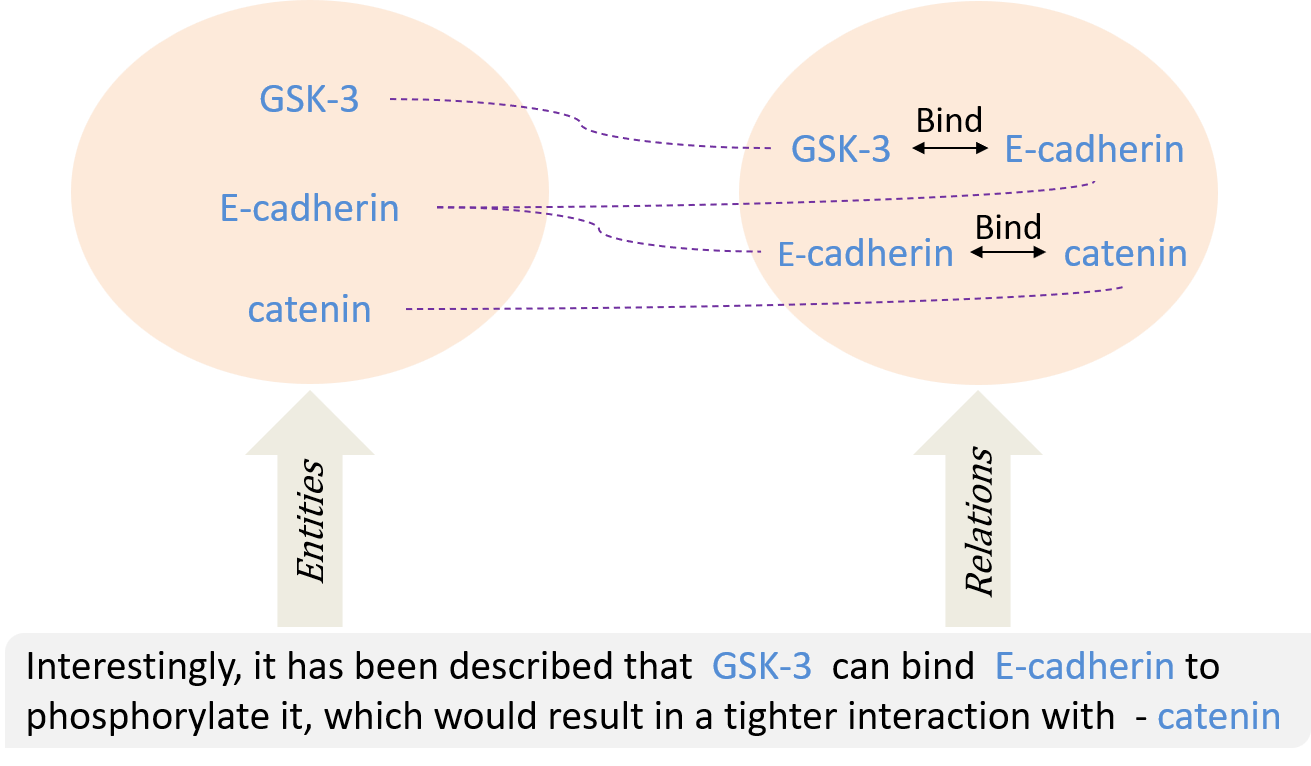 GSK-3
E-cadherin
catenin
Bind
GSK-3 E-cadherin
Bind
E-cadherin catenin
Entities
Relations
Interestingly, it has been described that GSK-3 can bind E-cadherin to
phosphorylate it, which would result in a tighter interaction with - catenin